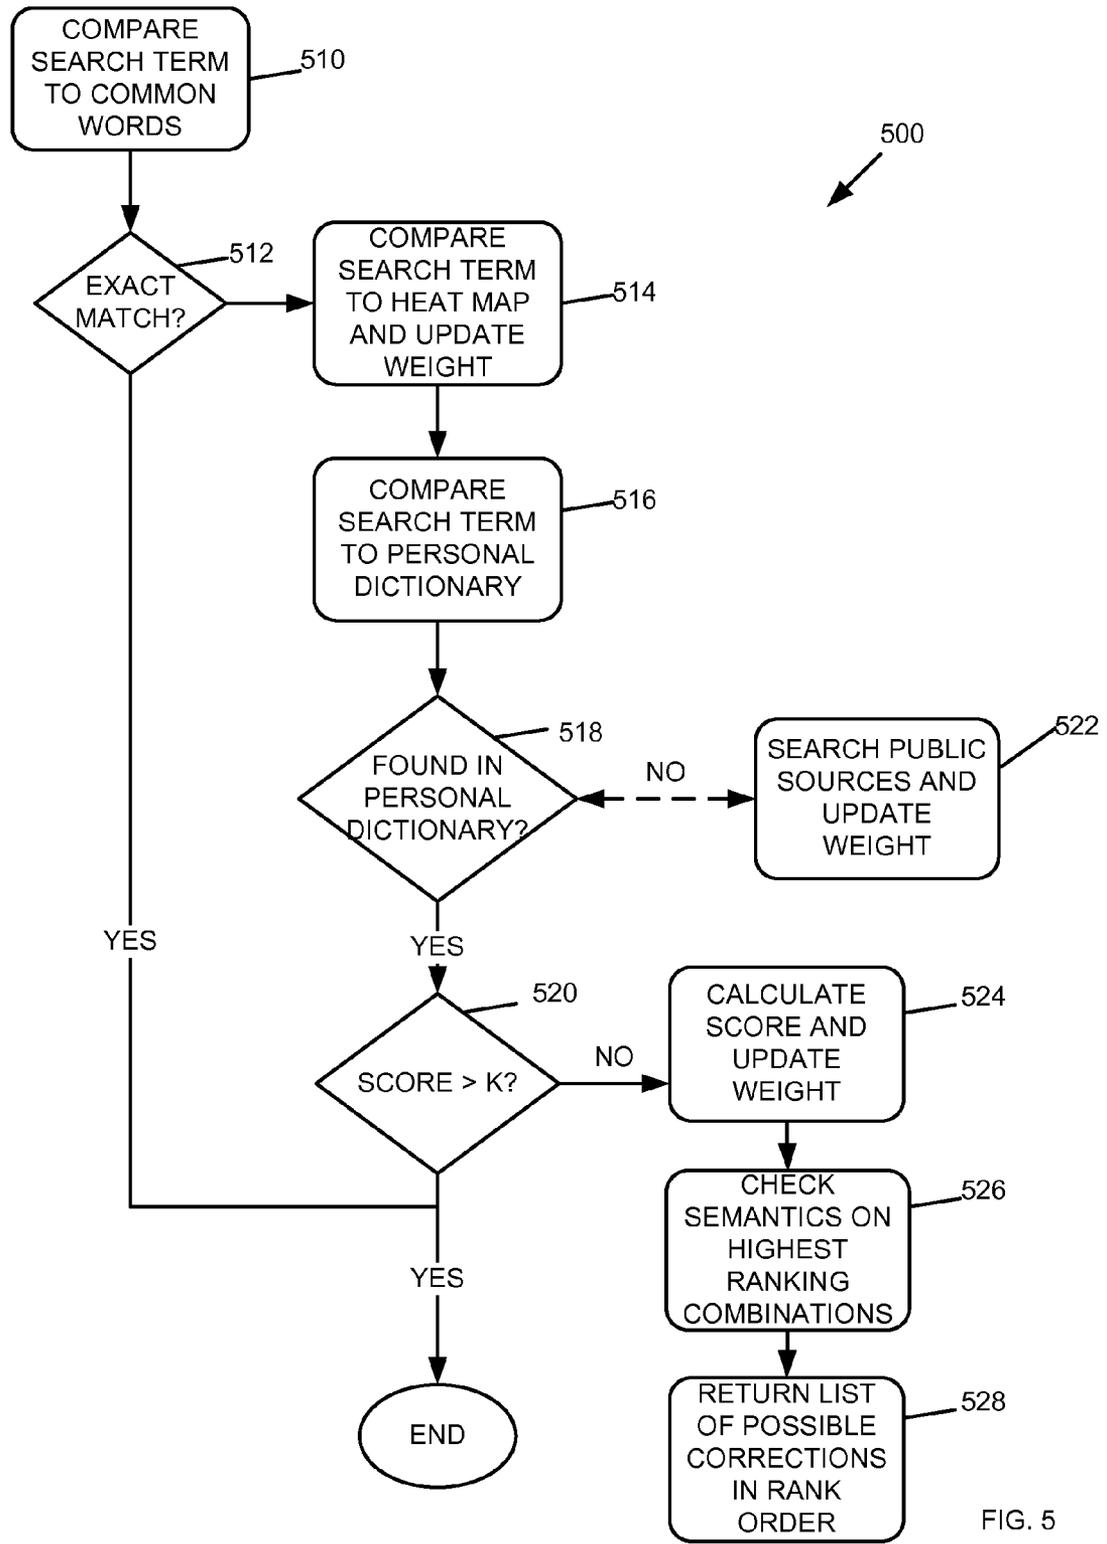 COMPARE
SEARCH TERM
TO COMMON
WORDS
510
500
EXACT
MATCH?
512
COMPARE
SEARCH TERM
TO HEAT MAP
AND UPDATE
WEIGHT
514
COMPARE
SEARCH TERM
TO PERSONAL
DICTIONARY
516
FOUND IN
PERSONAL
DICTIONARY?
518
NO
SEARCH PUBLIC
SOURCES AND
UPDATE
WEIGHT
522
YES
YES
SCORE > K?
520
NO
CALCULATE
SCORE AND
UPDATE
WEIGHT
524
CHECK
SEMANTICS ON
HIGHEST
RANKING
COMBINATIONS
526
YES
END
RETURN LIST
OF POSSIBLE
CORRECTIONS
IN RANK
ORDER
528
FIG. 5